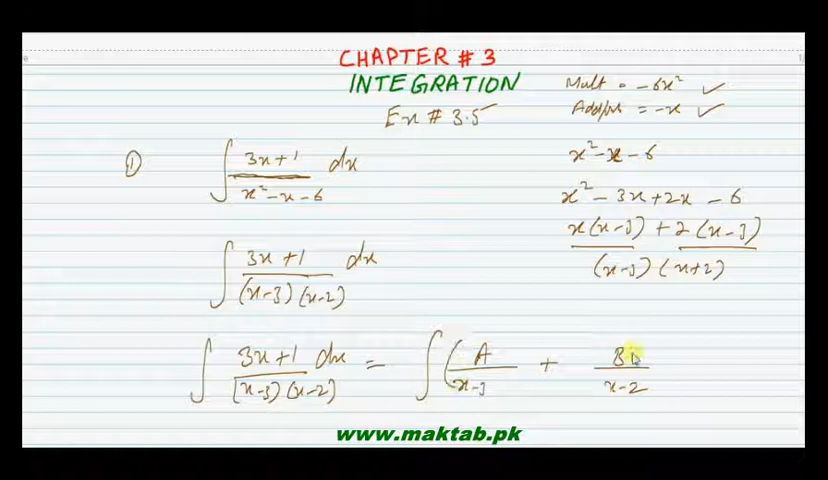 CHAPTER # 3
INTEGRATION
Ex # 3.5
Mult = -6x² ✓
= -x ✓
① ∫ (3x+1)/(x²-x-6) dx
x²-x-6
x²-3x+2x-6
x(x-3)+2(x-3)
(x-3)(x+2)
∫ (3x+1)/((x-3)(x-2)) dx
∫ (3x+1)/((x-3)(x-2)) dx = ∫ (A/(x-3) + B/(x-2)
www.maktab.pk